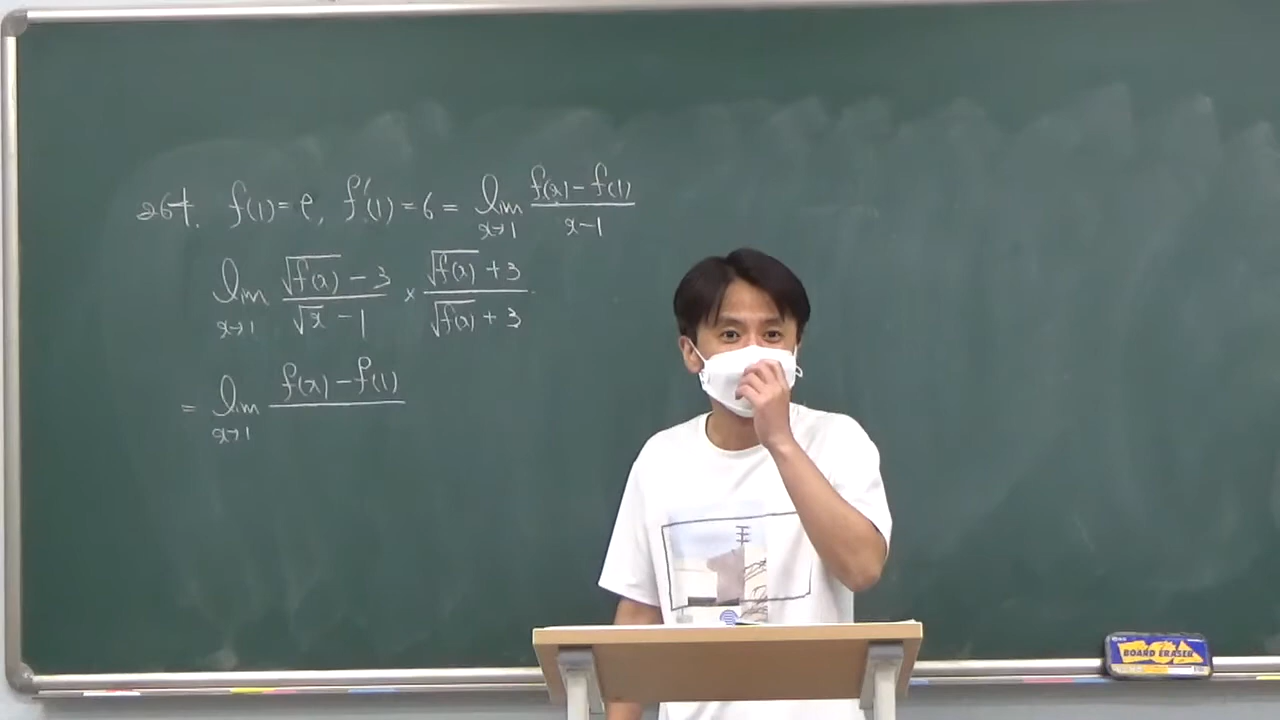 264. f(1)=9, f'(1)=6= lim x→1 f(x)-f(1) / x-1
lim x→1 √f(x) - 3 / √x - 1 × √f(x) + 3 / √f(x) + 3
= lim x→1 f(x)-f(1)
BOARD ERASER